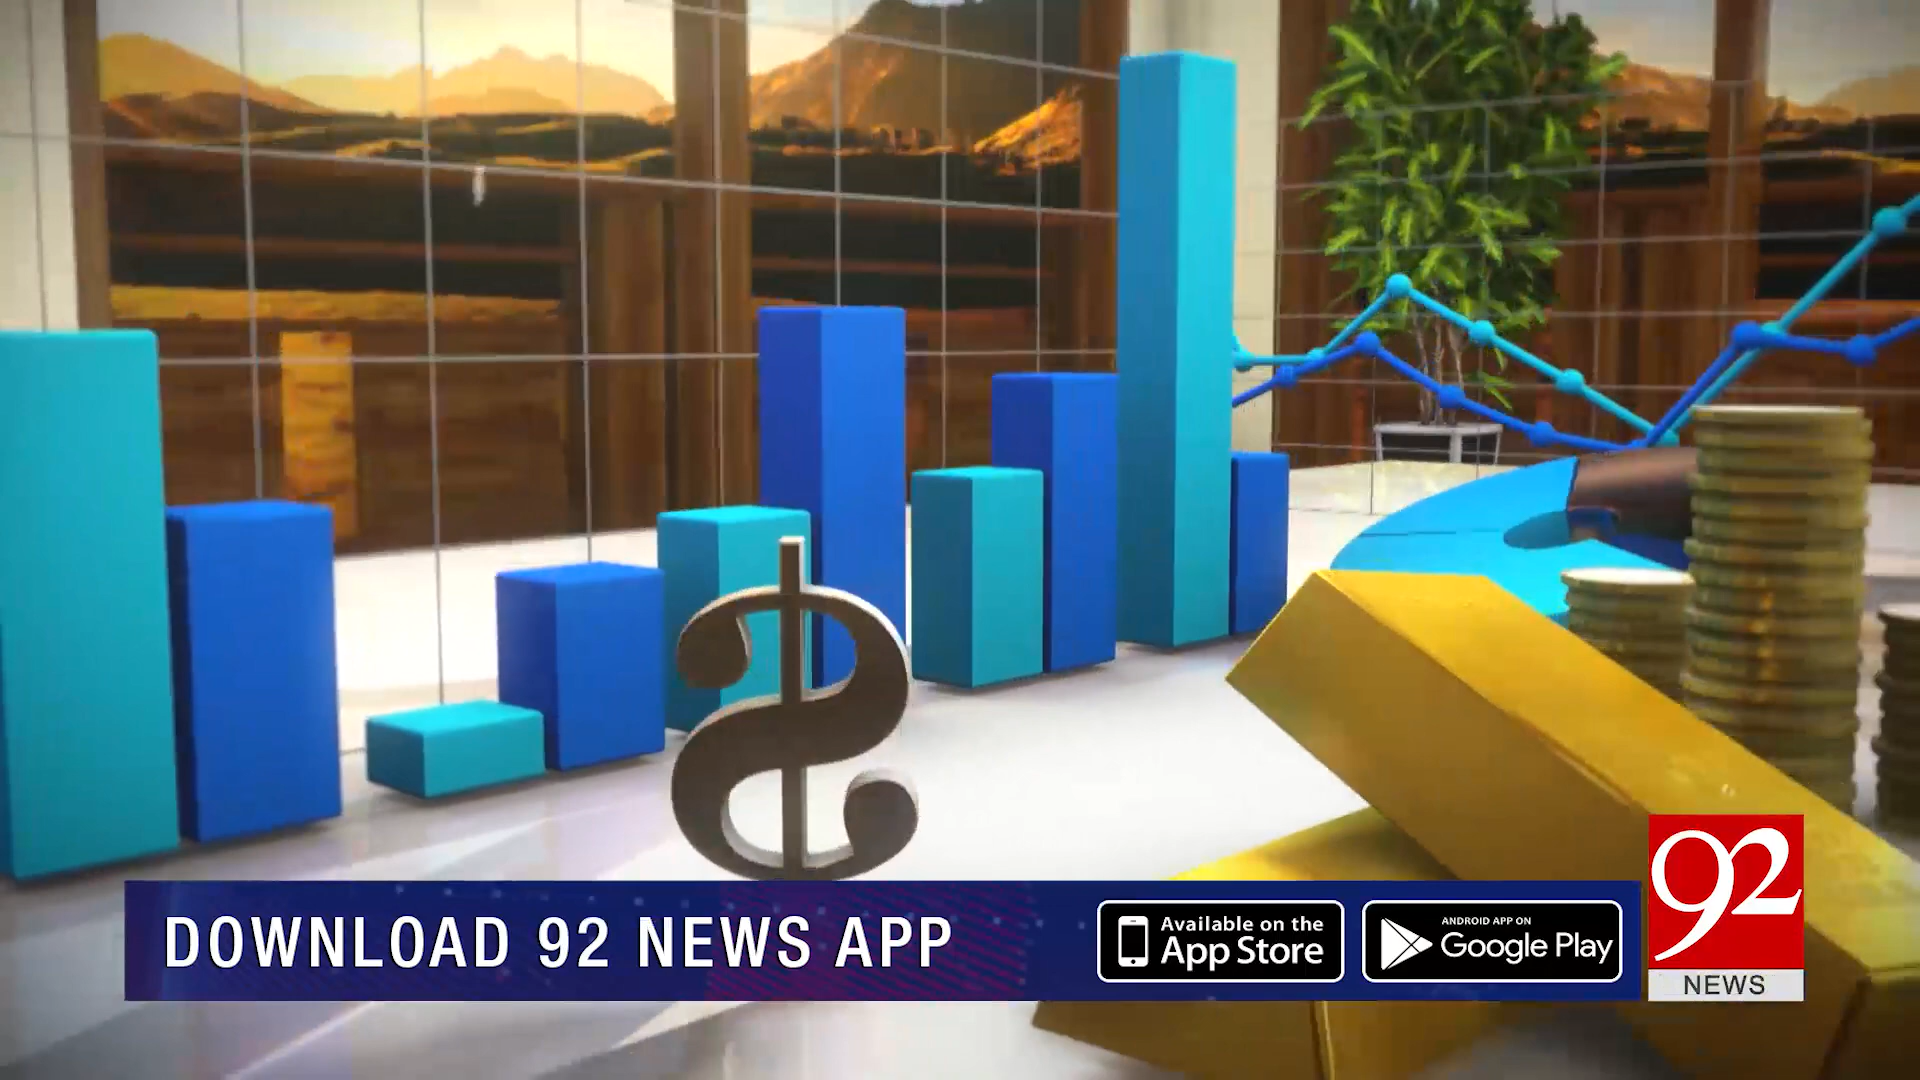 DOWNLOAD 92 NEWS APP
Available on the
App Store
ANDROID APP ON
Google Play
92
NEWS